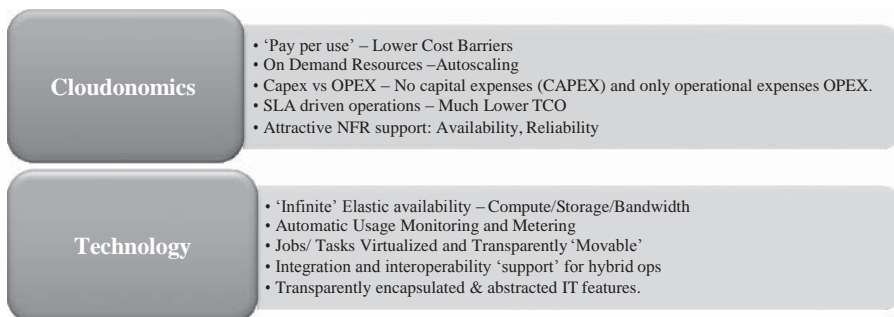 Cloudonomics
• ‘Pay per use’ – Lower Cost Barriers
• On Demand Resources –Autoscaling
• Capex vs OPEX – No capital expenses (CAPEX) and only operational expenses OPEX.
• SLA driven operations – Much Lower TCO
• Attractive NFR support: Availability, Reliability
Technology
• ‘Infinite’ Elastic availability – Compute/Storage/Bandwidth
• Automatic Usage Monitoring and Metering
• Jobs/ Tasks Virtualized and Transparently ‘Movable’
• Integration and interoperability ‘support’ for hybrid ops
• Transparently encapsulated & abstracted IT features.